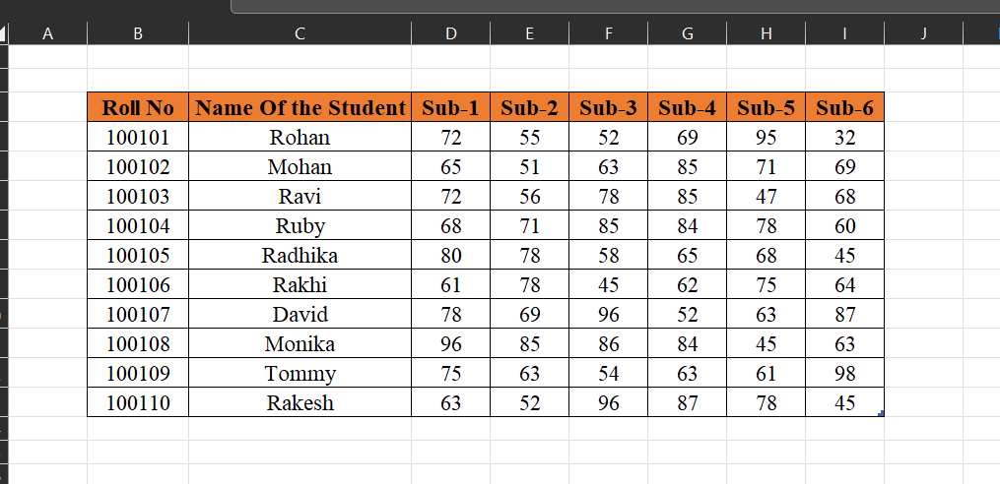 A B C D E F G H I J
Roll No Name Of the Student Sub-1 Sub-2 Sub-3 Sub-4 Sub-5 Sub-6
100101 Rohan 72 55 52 69 95 32
100102 Mohan 65 51 63 85 71 69
100103 Ravi 72 56 78 85 47 68
100104 Ruby 68 71 85 84 78 60
100105 Radhika 80 78 58 65 68 45
100106 Rakhi 61 78 45 62 75 64
100107 David 78 69 96 52 63 87
100108 Monika 96 85 86 84 45 63
100109 Tommy 75 63 54 63 61 98
100110 Rakesh 63 52 96 87 78 45